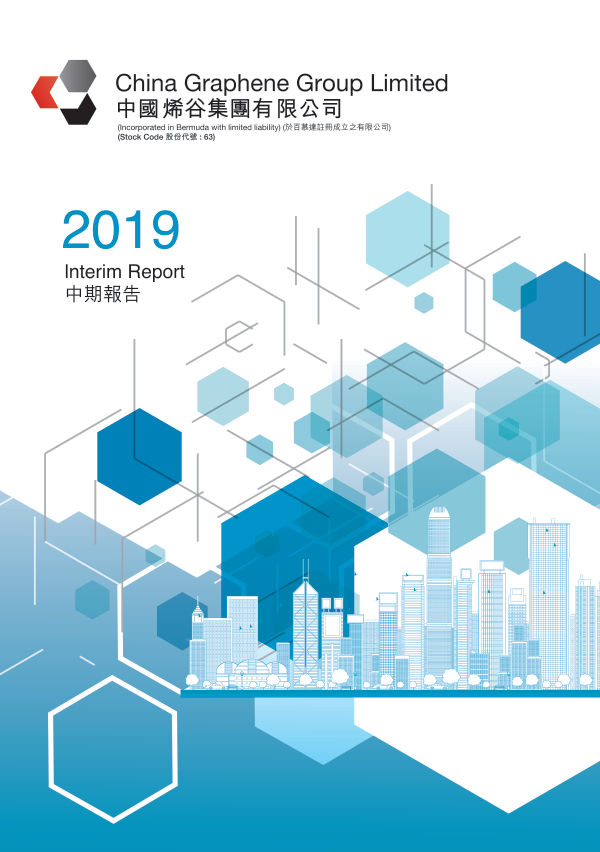 China Graphene Group Limited
中國烯谷集團有限公司
(Incorporated in Bermuda with limited liability) (於百慕達註冊成立之有限公司)
(Stock Code 股份代號 : 63)
2019
Interim Report
中期報告